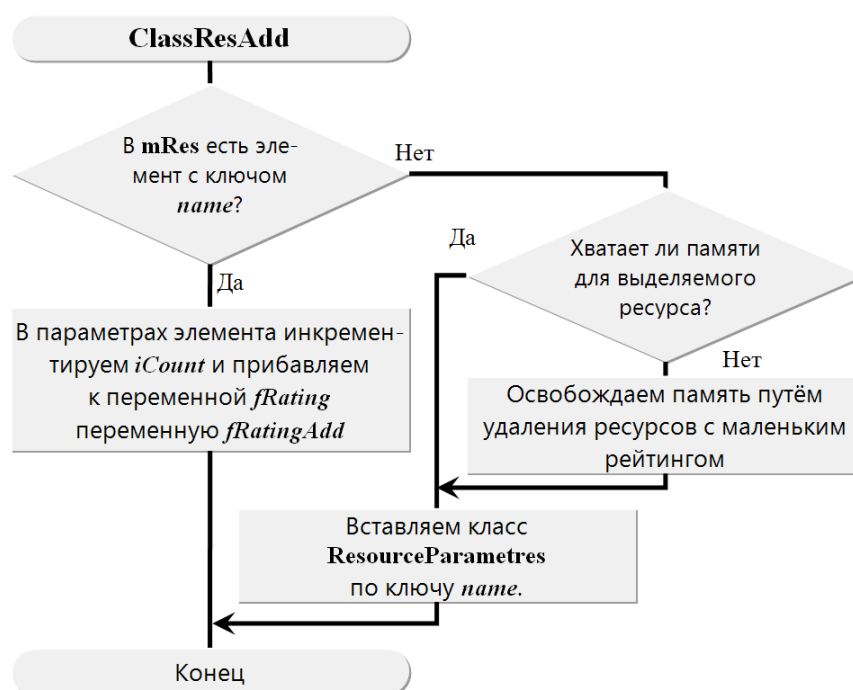 ClassResAdd
В mRes есть эле-
мент с ключом
name?
Нет
Да
Хватает ли памяти
для выделяемого
ресурса?
Да
Нет
В параметрах элемента инкремен-
тируем iCount и прибавляем
к переменной fRating
переменную fRatingAdd
Освобождаем память путём
удаления ресурсов с маленьким
рейтингом
Вставляем класс
ResourceParametres
по ключу name.
Конец